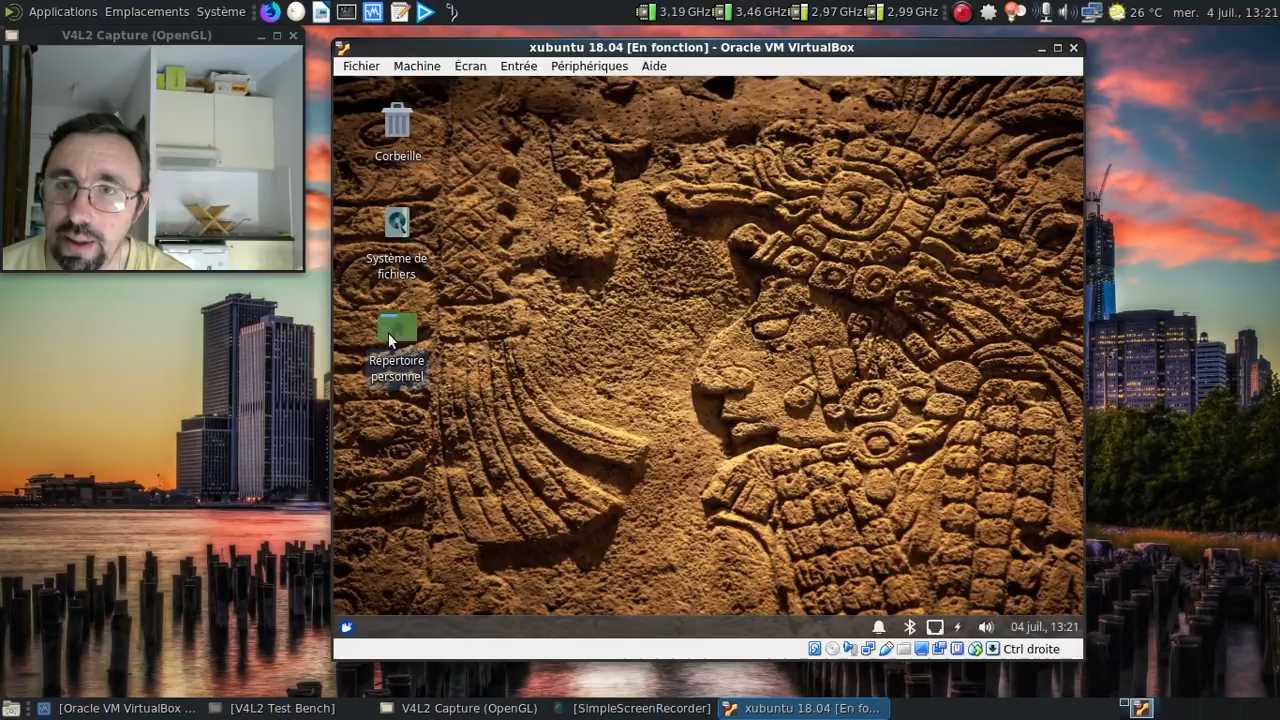 Applications Emplacements Système 3,19 GHz 3,46 GHz 2,97 GHz 2,99 GHz 26 °C mer. 4 juil., 13:21
V4L2 Capture (OpenGL)
xubuntu 18.04 [En fonction] - Oracle VM VirtualBox
Fichier Machine Écran Entrée Périphériques Aide
Corbeille
Système de
fichiers
Répertoire
personnel
04 juil., 13:21
Ctrl droite
[Oracle VM VirtualBox ... [V4L2 Test Bench] V4L2 Capture (OpenGL) [SimpleScreenRecorder] xubuntu 18.04 [En fo...